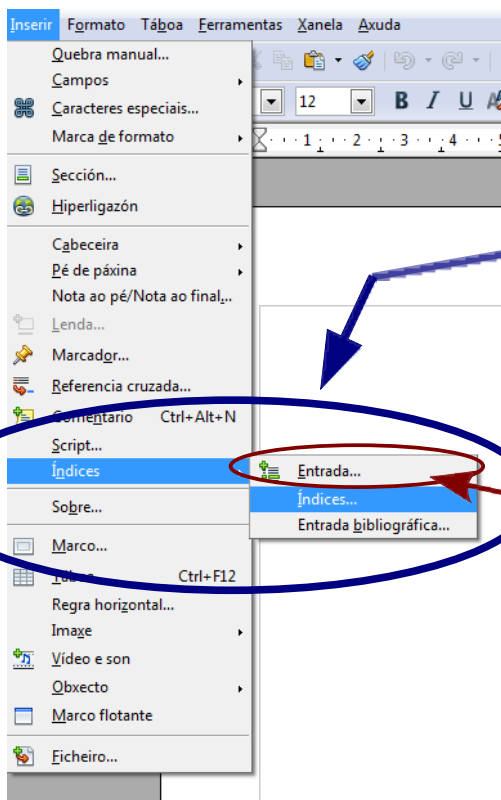 Inserir Formato Táboa Ferramentas Xanela Axuda
Quebra manual...
Campos
Caracteres especiais...
Marca de formato
12 B I U
1 2 3 4
Sección...
Hiperligazón
Cabeceira
Pé de páxina
Nota ao pé/Nota ao final...
Lenda...
Marcador...
Referencia cruzada...
Comentario Ctrl+Alt+N
Script...
Índices
Entrada...
Índices...
Entrada bibliográfica...
Sobre...
Marco...
Táboa... Ctrl+F12
Regra horizontal...
Imaxe
Vídeo e son
Obxecto
Marco flotante
Ficheiro...